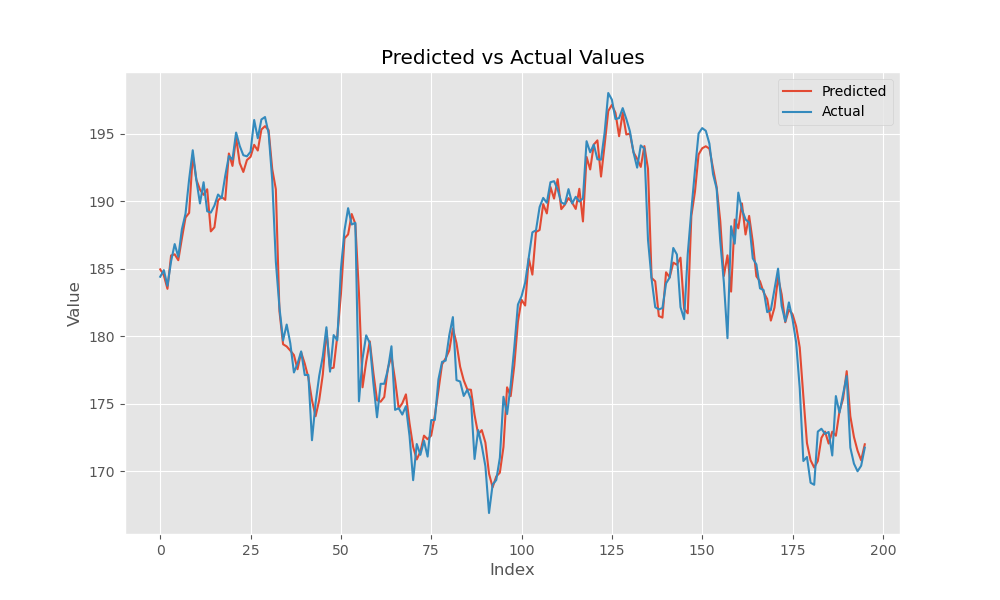 Predicted vs Actual Values
Predicted
Actual
Value
195
190
185
180
175
170
0 25 50 75 100 125 150 175 200
Index